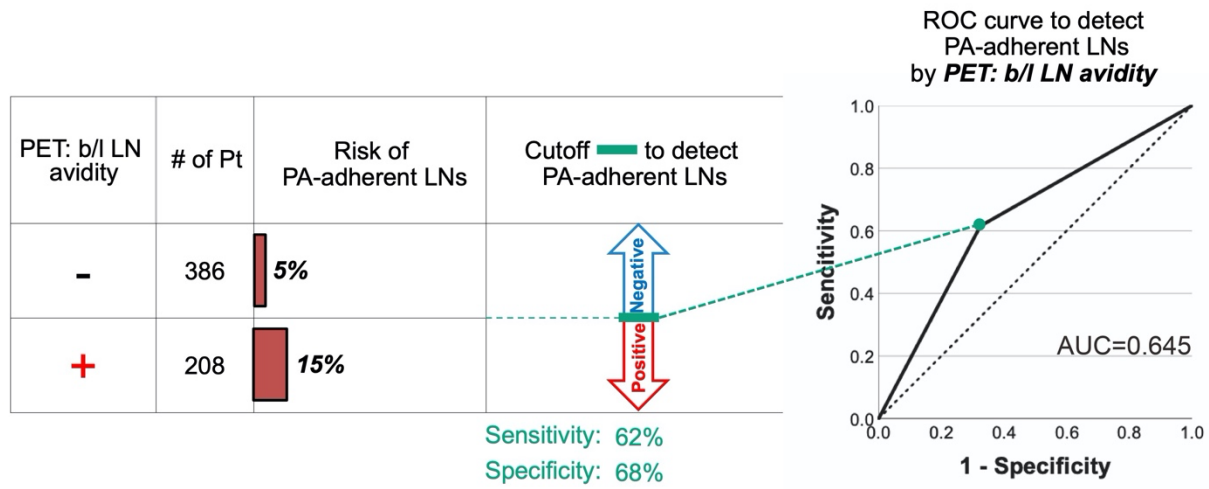 ROC curve to detect
PA-adherent LNs
by PET: b/l LN avidity
PET: b/l LN
avidity
# of Pt
Risk of
PA-adherent LNs
Cutoff to detect
PA-adherent LNs
-
386
5%
Negative
+
208
15%
Positive
Sensitivity: 62%
Specificity: 68%
Sencitivity
1.0
0.8
0.6
0.4
0.2
0.0
AUC=0.645
0.0 0.2 0.4 0.6 0.8 1.0
1 - Specificity